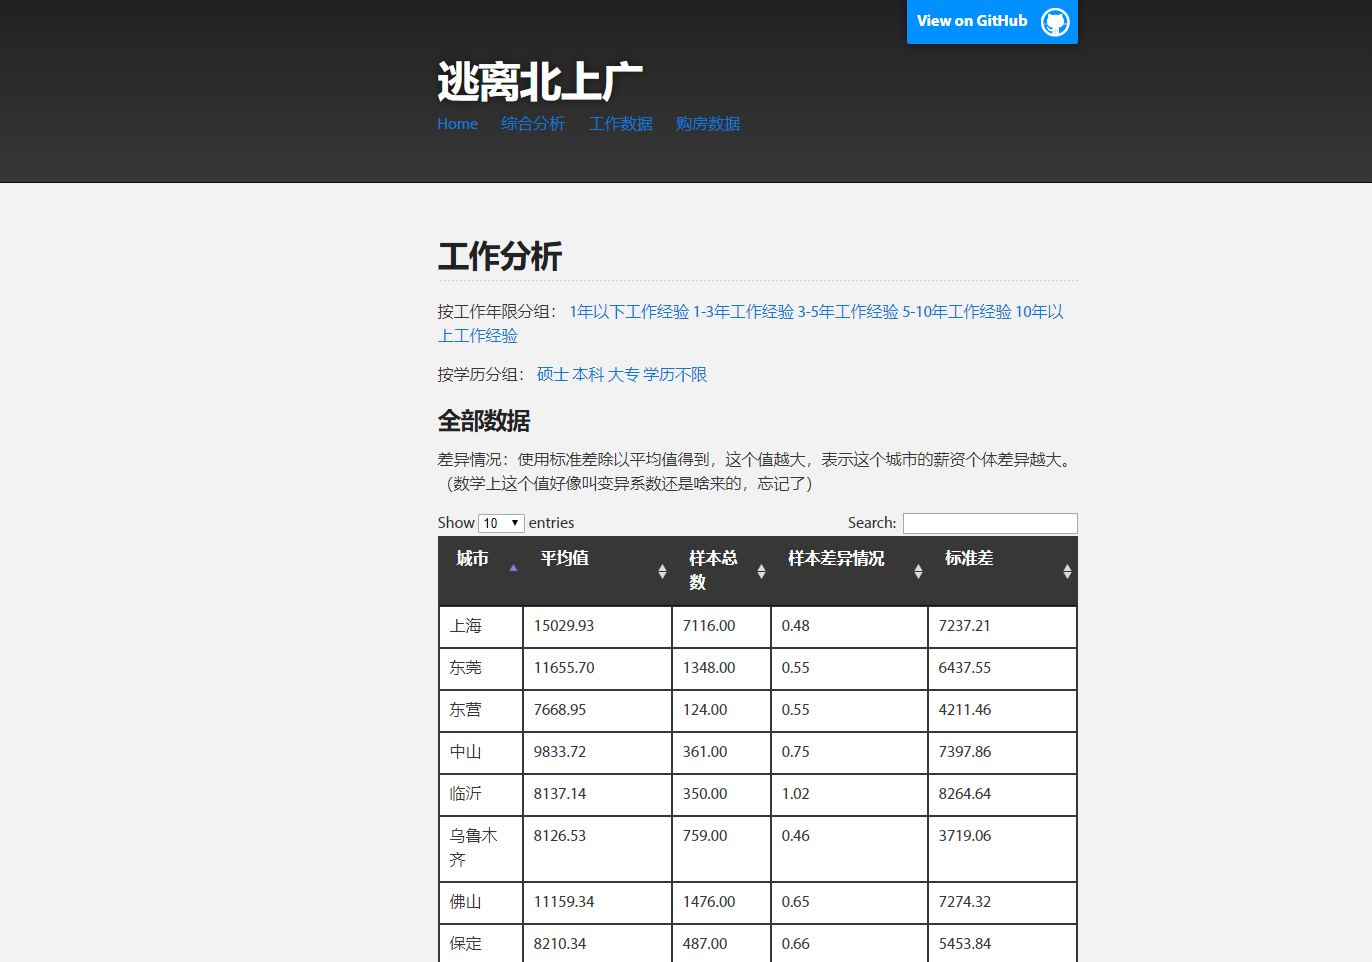 View on GitHub
逃离北上广
Home 综合分析 工作数据 购房数据
工作分析
按工作年限分组： 1年以下工作经验 1-3年工作经验 3-5年工作经验 5-10年工作经验 10年以
上工作经验
按学历分组： 硕士 本科 大专 学历不限
全部数据
差异情况：使用标准差除以平均值得到，这个值越大，表示这个城市的薪资个体差异越大。
（数学上这个值好像叫变异系数还是啥来的，忘记了）
Show 10 entries Search:
城市 平均值 样本总数 样本差异情况 标准差
上海 15029.93 7116.00 0.48 7237.21
东莞 11655.70 1348.00 0.55 6437.55
东营 7668.95 124.00 0.55 4211.46
中山 9833.72 361.00 0.75 7397.86
临沂 8137.14 350.00 1.02 8264.64
乌鲁木齐 8126.53 759.00 0.46 3719.06
佛山 11159.34 1476.00 0.65 7274.32
保定 8210.34 487.00 0.66 5453.84